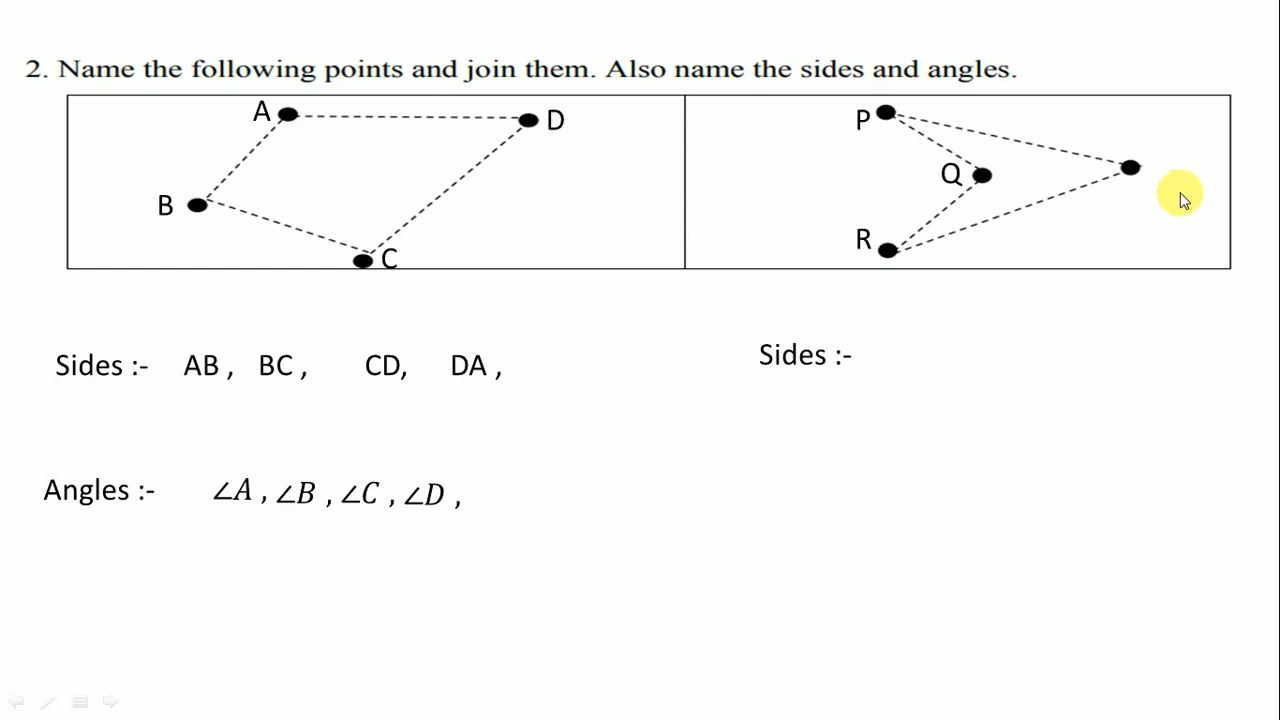 2. Name the following points and join them. Also name the sides and angles.
A
D
B
C
P
Q
R
Sides :- AB , BC , CD, DA ,
Sides :-
Angles :- ∠A , ∠B , ∠C , ∠D ,